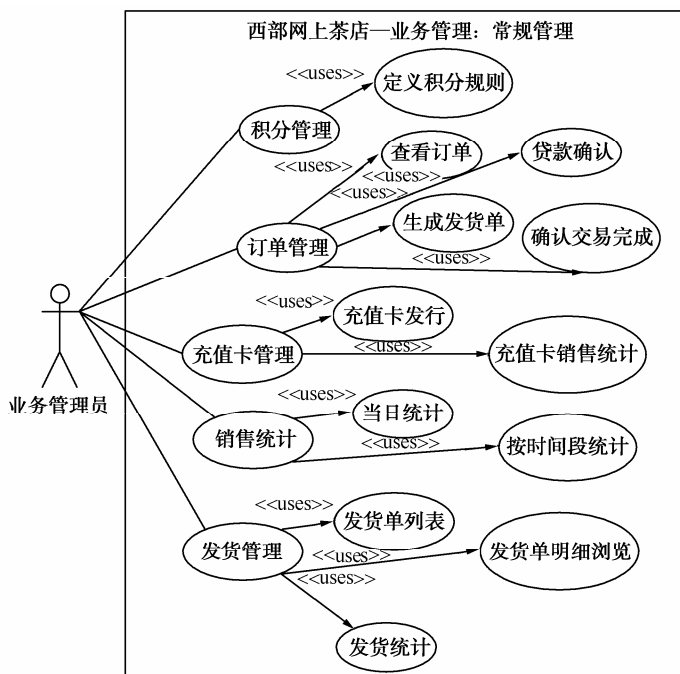 西部网上茶店—业务管理：常规管理
<<uses>>
定义积分规则
积分管理
<<uses>>
查看订单
贷款确认
<<uses>>
<<uses>>
生成发货单
确认交易完成
订单管理
<<uses>>
<<uses>>
充值卡发行
充值卡管理
<<uses>>
充值卡销售统计
业务管理员
<<uses>>
当日统计
销售统计
<<uses>>
按时间段统计
<<uses>>
发货单列表
发货管理
<<uses>>
发货单明细浏览
<<uses>>
发货统计